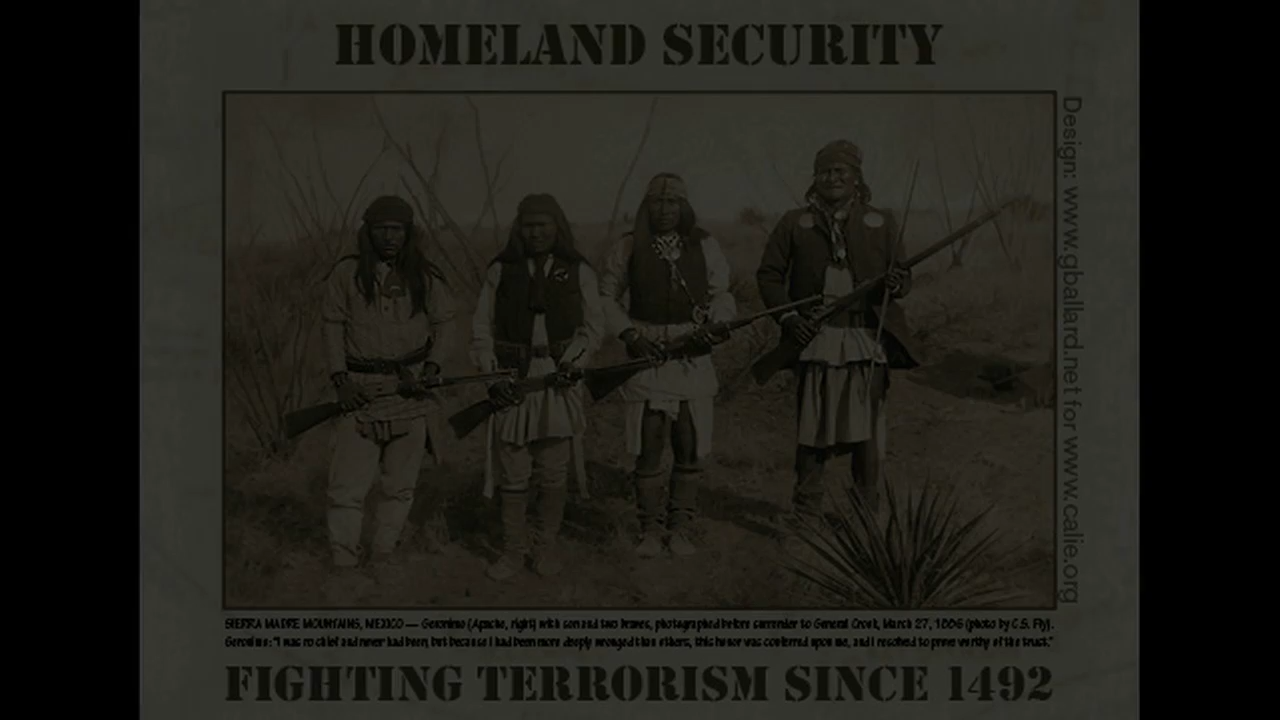 HOMELAND SECURITY
Design: www.gballard.net for www.calie.org
SIERRA MADRE MOUNTAINS, MEXICO — Geronimo (Apache, right) with son and two braves, photographed before surrender to General Crook, March 27, 1886 (photo by C.S. Fly).
Geronimo: "I was no chief and never had been, but because I had been more deeply wronged than others, this honor was conferred upon me, and I resolved to prove worthy of the trust."
FIGHTING TERRORISM SINCE 1492